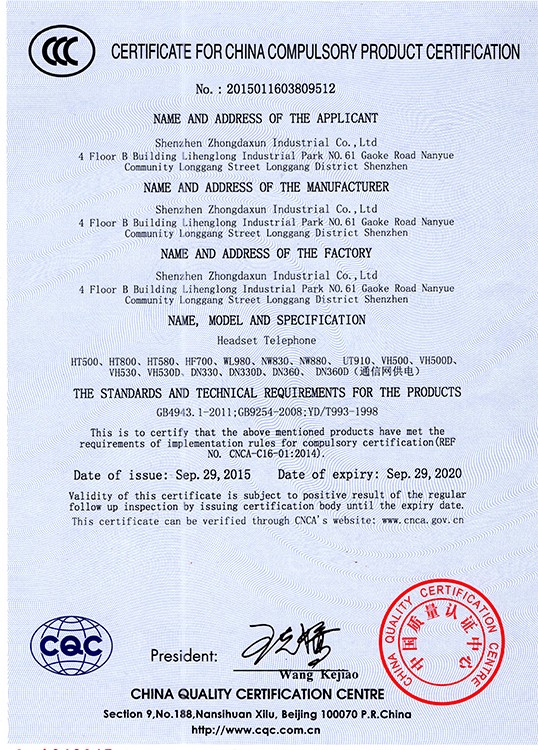 CCC
CERTIFICATE FOR CHINA COMPULSORY PRODUCT CERTIFICATION
No. : 2015011603809512
NAME AND ADDRESS OF THE APPLICANT
Shenzhen Zhongdaxun Industrial Co.,Ltd
4 Floor B Building Lihenglong Industrial Park NO.61 Gaoke Road Nanyue
Community Longgang Street Longgang District Shenzhen
NAME AND ADDRESS OF THE MANUFACTURER
Shenzhen Zhongdaxun Industrial Co.,Ltd
4 Floor B Building Lihenglong Industrial Park NO.61 Gaoke Road Nanyue
Community Longgang Street Longgang District Shenzhen
NAME AND ADDRESS OF THE FACTORY
Shenzhen Zhongdaxun Industrial Co.,Ltd
4 Floor B Building Lihenglong Industrial Park NO.61 Gaoke Road Nanyue
Community Longgang Street Longgang District Shenzhen
NAME, MODEL AND SPECIFICATION
Headset Telephone
HT500、HT800、HT580、HF700、WL980、NW830、NW880、 UT910、VH500、VH500D、
VH530、VH530D、DN330、DN330D、DN360、 DN360D（通信网供电）
THE STANDARDS AND TECHNICAL REQUIREMENTS FOR THE PRODUCTS
GB4943.1-2011;GB9254-2008;YD/T993-1998
This is to certify that the above mentioned products have met the
requirements of implementation rules for compulsory certification(REF
NO. CNCA-C16-01:2014).
Date of issue: Sep.29,2015 Date of expiry: Sep.29,2020
Validity of this certificate is subject to positive result of the regular
follow up inspection by issuing certification body until the expiry date.
This certificate can be verified through CNCA's website: www.cnca.gov.cn
CQC
President:
Wang Kejiao
CHINA QUALITY CERTIFICATION CENTRE
中国质量认证中心
CHINA QUALITY CERTIFICATION CENTRE
Section 9,No.188,Nansihuan Xilu, Beijing 100070 P.R.China
http://www.cqc.com.cn